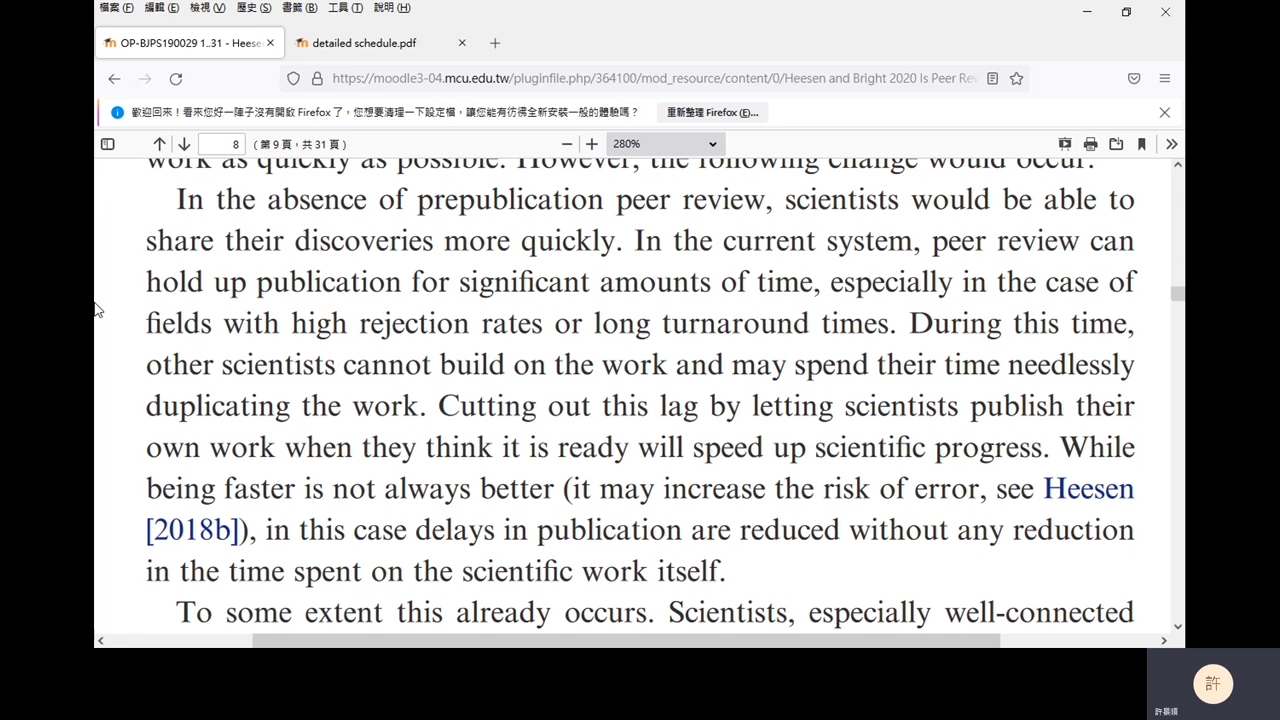 檔案(F) 編輯(E) 檢視(V) 歷史(S) 書籤(B) 工具(T) 說明(H)
OP-BJPS190029 1..31 - Heese
detailed schedule.pdf
https://moodle3-04.mcu.edu.tw/pluginfile.php/364100/mod_resource/content/0/Heesen and Bright 2020 Is Peer Rev
歡迎回來！看來您好一陣子沒有開啟 Firefox 了，您想要清理一下設定檔，讓您能有彷彿全新安裝一般的體驗嗎？ 重新整理 Firefox (E)...
8 (第 9 頁，共 31 頁) 280%
work as quickly as possible. However, the following change would occur.
In the absence of prepublication peer review, scientists would be able to
share their discoveries more quickly. In the current system, peer review can
hold up publication for significant amounts of time, especially in the case of
fields with high rejection rates or long turnaround times. During this time,
other scientists cannot build on the work and may spend their time needlessly
duplicating the work. Cutting out this lag by letting scientists publish their
own work when they think it is ready will speed up scientific progress. While
being faster is not always better (it may increase the risk of error, see Heesen
[2018b]), in this case delays in publication are reduced without any reduction
in the time spent on the scientific work itself.
To some extent this already occurs. Scientists, especially well-connected
許